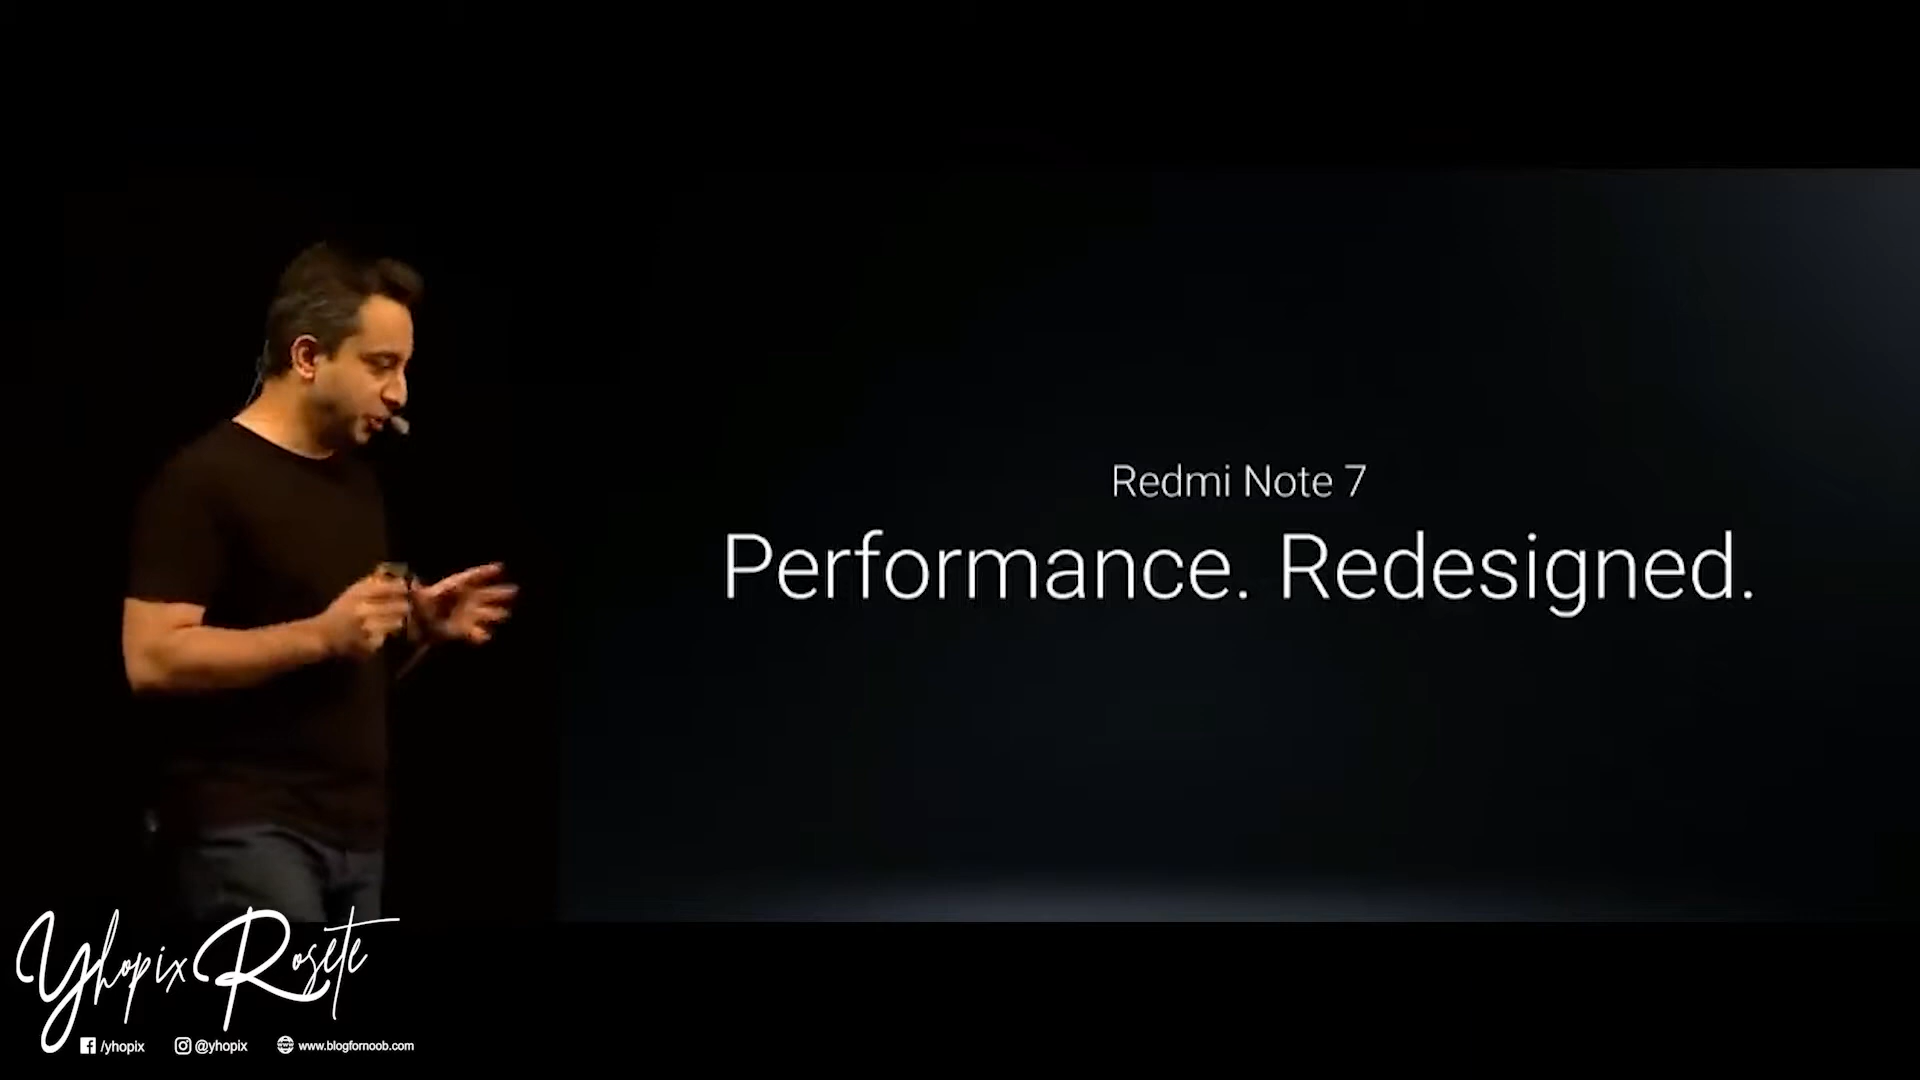 Redmi Note 7
Performance. Redesigned.
Yhopix Rosete
/yhopix @yhopix www.blogfornoob.com